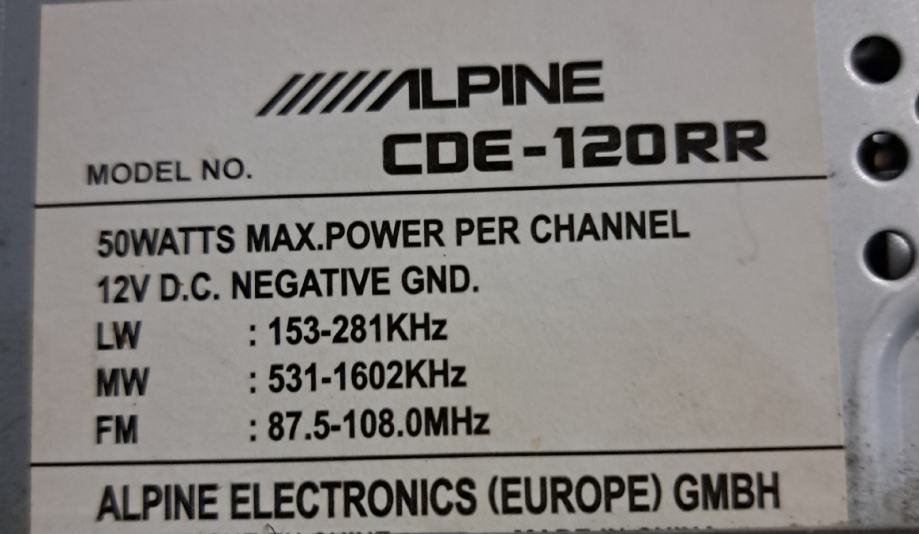 ALPINE
MODEL NO. CDE-120RR
50WATTS MAX.POWER PER CHANNEL
12V D.C. NEGATIVE GND.
LW : 153-281KHz
MW : 531-1602KHz
FM : 87.5-108.0MHz
ALPINE ELECTRONICS (EUROPE) GMBH